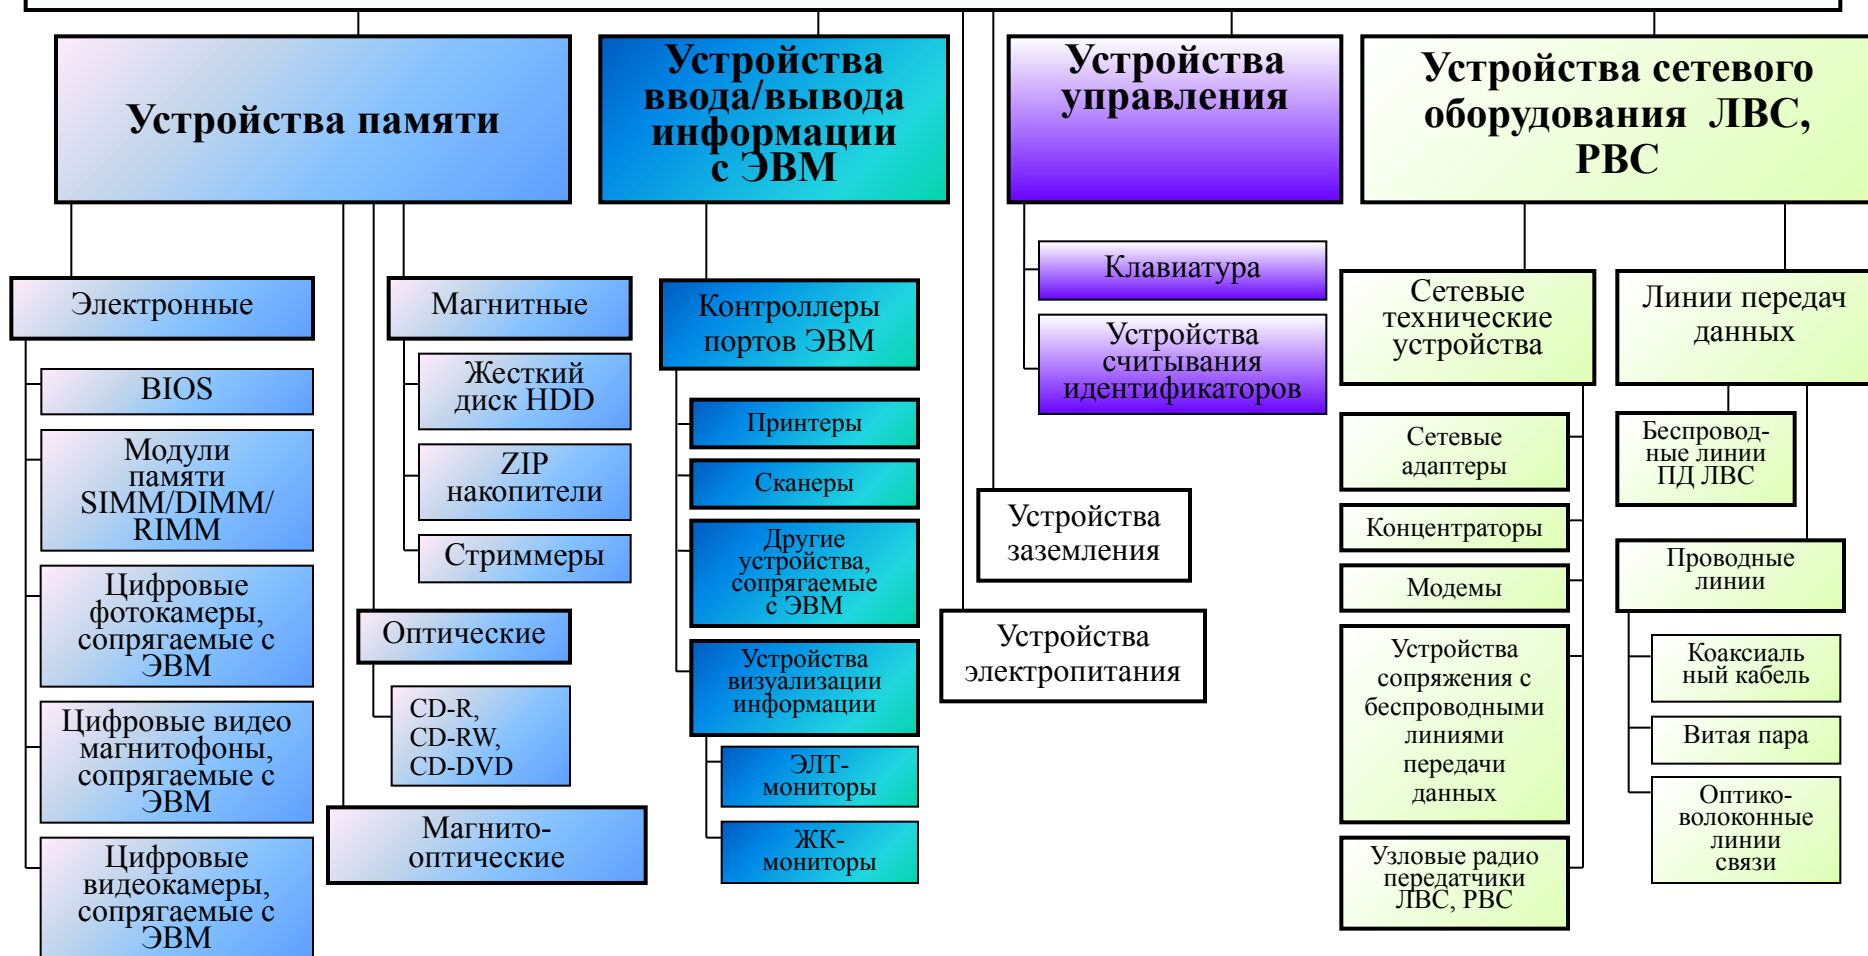 Устройства памяти
Устройства
ввода/вывода
информации
с ЭВМ
Устройства
управления
Устройства сетевого
оборудования ЛВС,
РВС
Электронные
BIOS
Модули
памяти
SIMM/DIMM/
RIMM
Цифровые
фотокамеры,
сопрягаемые с
ЭВМ
Цифровые видео
магнитофоны,
сопрягаемые с
ЭВМ
Цифровые
видеокамеры,
сопрягаемые с
ЭВМ
Магнитные
Жесткий
диск HDD
ZIP
накопители
Стриммеры
Оптические
CD-R,
CD-RW,
CD-DVD
Магнито-
оптические
Контроллеры
портов ЭВМ
Принтеры
Сканеры
Другие
устройства,
сопрягаемые
с ЭВМ
Устройства
визуализации
информации
ЭЛТ-
мониторы
ЖК-
мониторы
Устройства
заземления
Устройства
электропитания
Клавиатура
Устройства
считывания
идентификаторов
Сетевые
технические
устройства
Сетевые
адаптеры
Концентраторы
Модемы
Устройства
сопряжения с
беспроводными
линиями
передачи
данных
Узловые радио
передатчики
ЛВС, РВС
Линии передач
данных
Беспровод-
ные линии
ПД ЛВС
Проводные
линии
Коаксиаль
ный кабель
Витая пара
Оптико-
волоконные
линии
связи